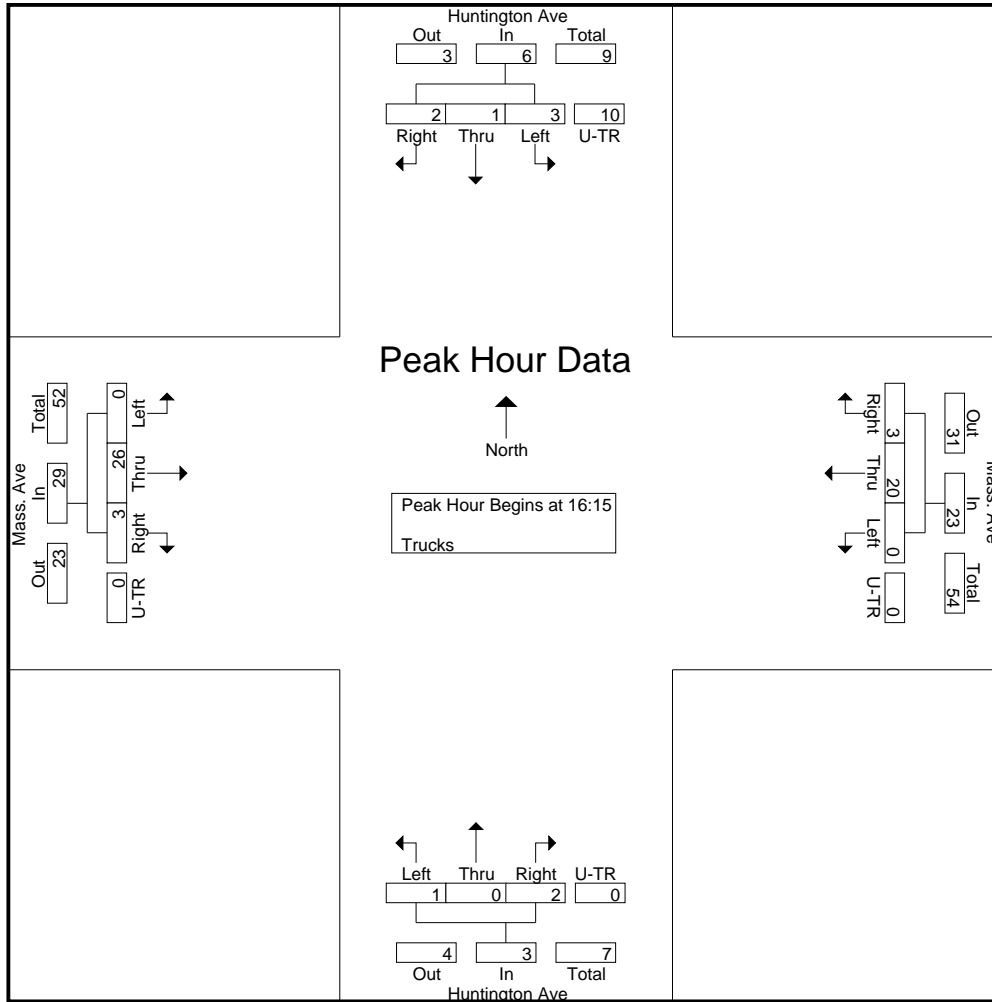 Huntington Ave
Out In Total
3 6 9
2 1 3 10
Right Thru Left U-TR
Peak Hour Data
North
Peak Hour Begins at 16:15
Trucks
Mass. Ave
Total In Out
52 29 23
0 26 3 0
Left Thru Right U-TR
Right Thru Left U-TR
3 20 0 0
Out In Total
31 23 54
Mass. Ave
Left Thru Right U-TR
1 0 2 0
4 3 7
Out In Total
Huntington Ave